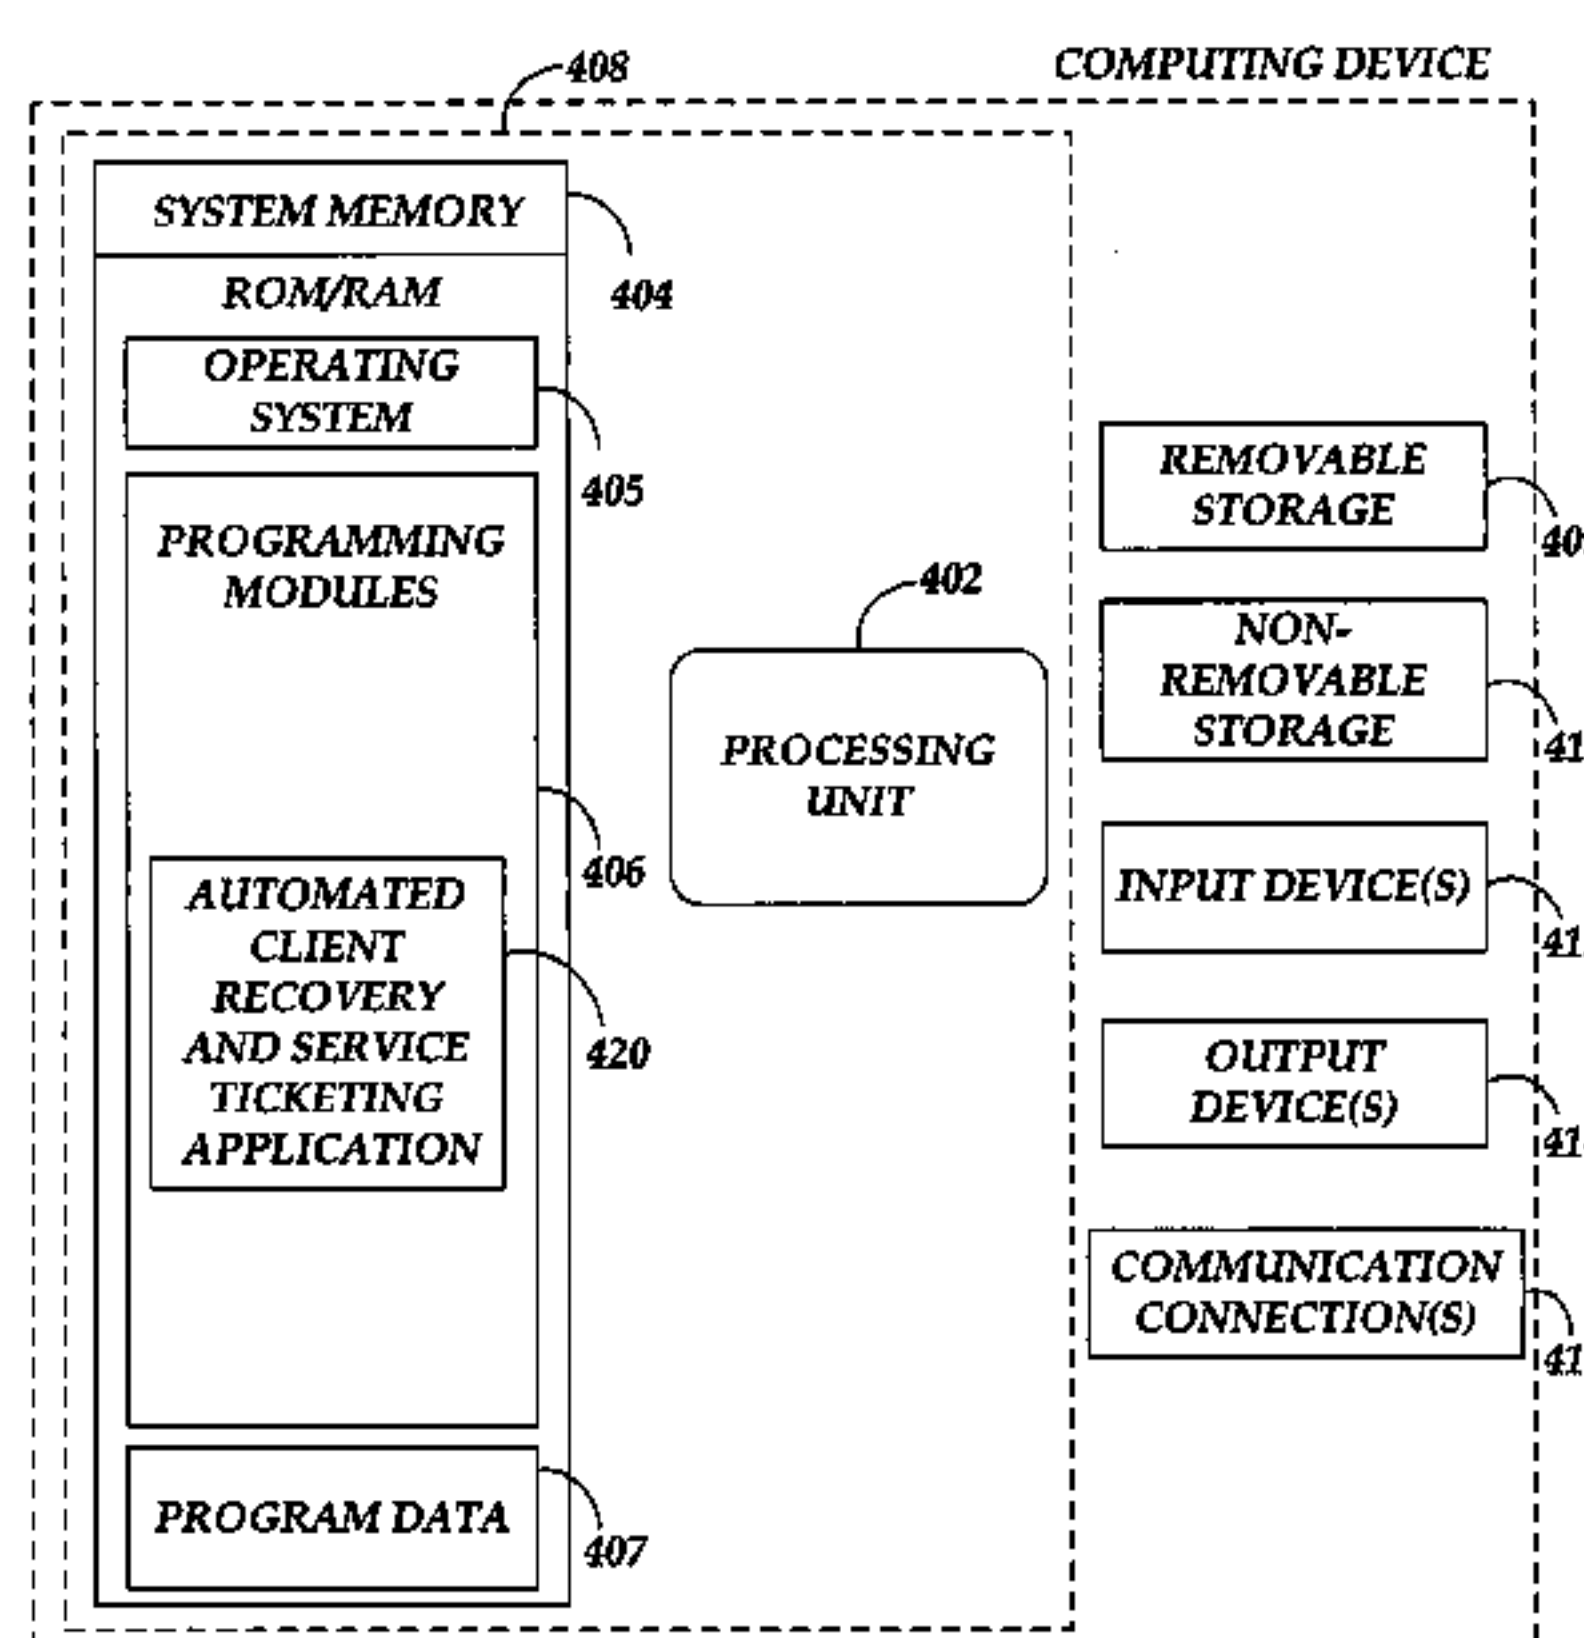 408
COMPUTING DEVICE
SYSTEM MEMORY
404
ROM/RAM
OPERATING
SYSTEM
405
PROGRAMMING
MODULES
406
AUTOMATED
CLIENT
RECOVERY
AND SERVICE
TICKETING
APPLICATION
420
PROGRAM DATA
407
402
PROCESSING
UNIT
REMOVABLE
STORAGE
NON-
REMOVABLE
STORAGE
INPUT DEVICE(S)
OUTPUT
DEVICE(S)
COMMUNICATION
CONNECTION(S)